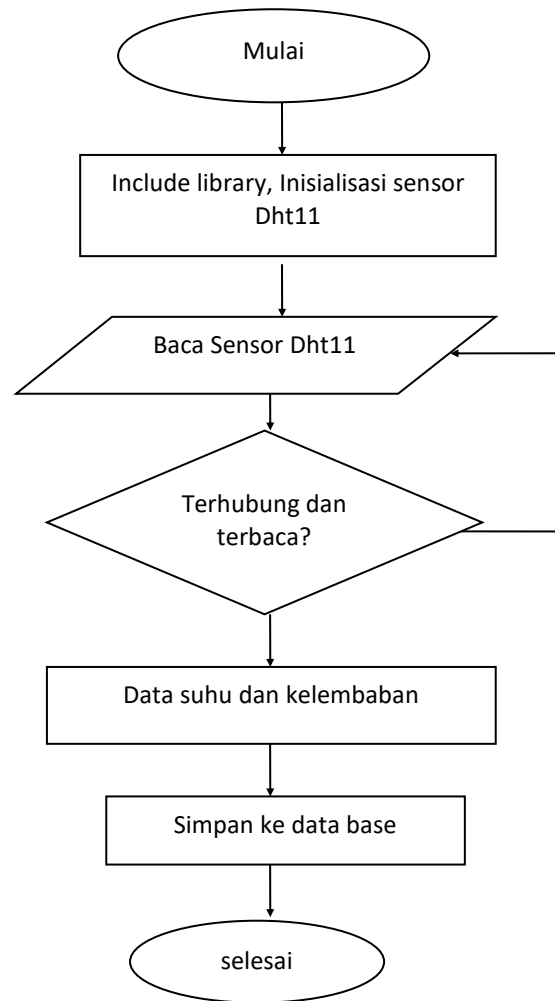 Mulai
Include library, Inisialisasi sensor
Dht11
Baca Sensor Dht11
Terhubung dan
terbaca?
Data suhu dan kelembaban
Simpan ke data base
selesai